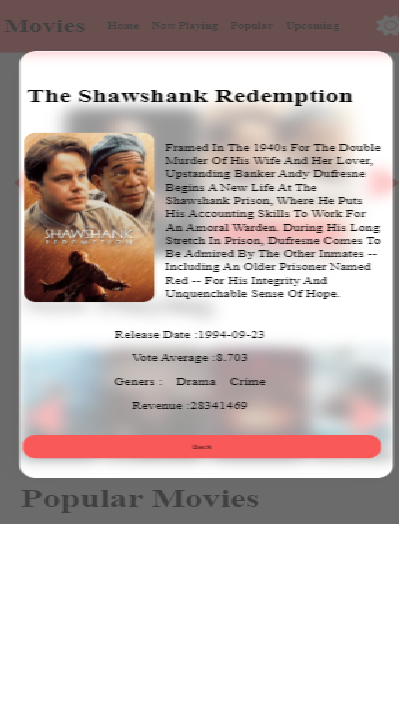 Movies
Home Now Playing Popular Upcoming
The Shawshank Redemption
Framed In The 1940s For The Double
Murder Of His Wife And Her Lover,
Upstanding Banker Andy Dufresne
Begins A New Life At The
Shawshank Prison, Where He Puts
His Accounting Skills To Work For
An Amoral Warden. During His Long
Stretch In Prison, Dufresne Comes To
Be Admired By The Other Inmates --
Including An Older Prisoner Named
Red -- For His Integrity And
Unquenchable Sense Of Hope.
SHAWSHANK
REDEMPTION
Release Date :1994-09-23
Vote Average :8.703
Geners : Drama Crime
Revenue :28341469
Popular Movies